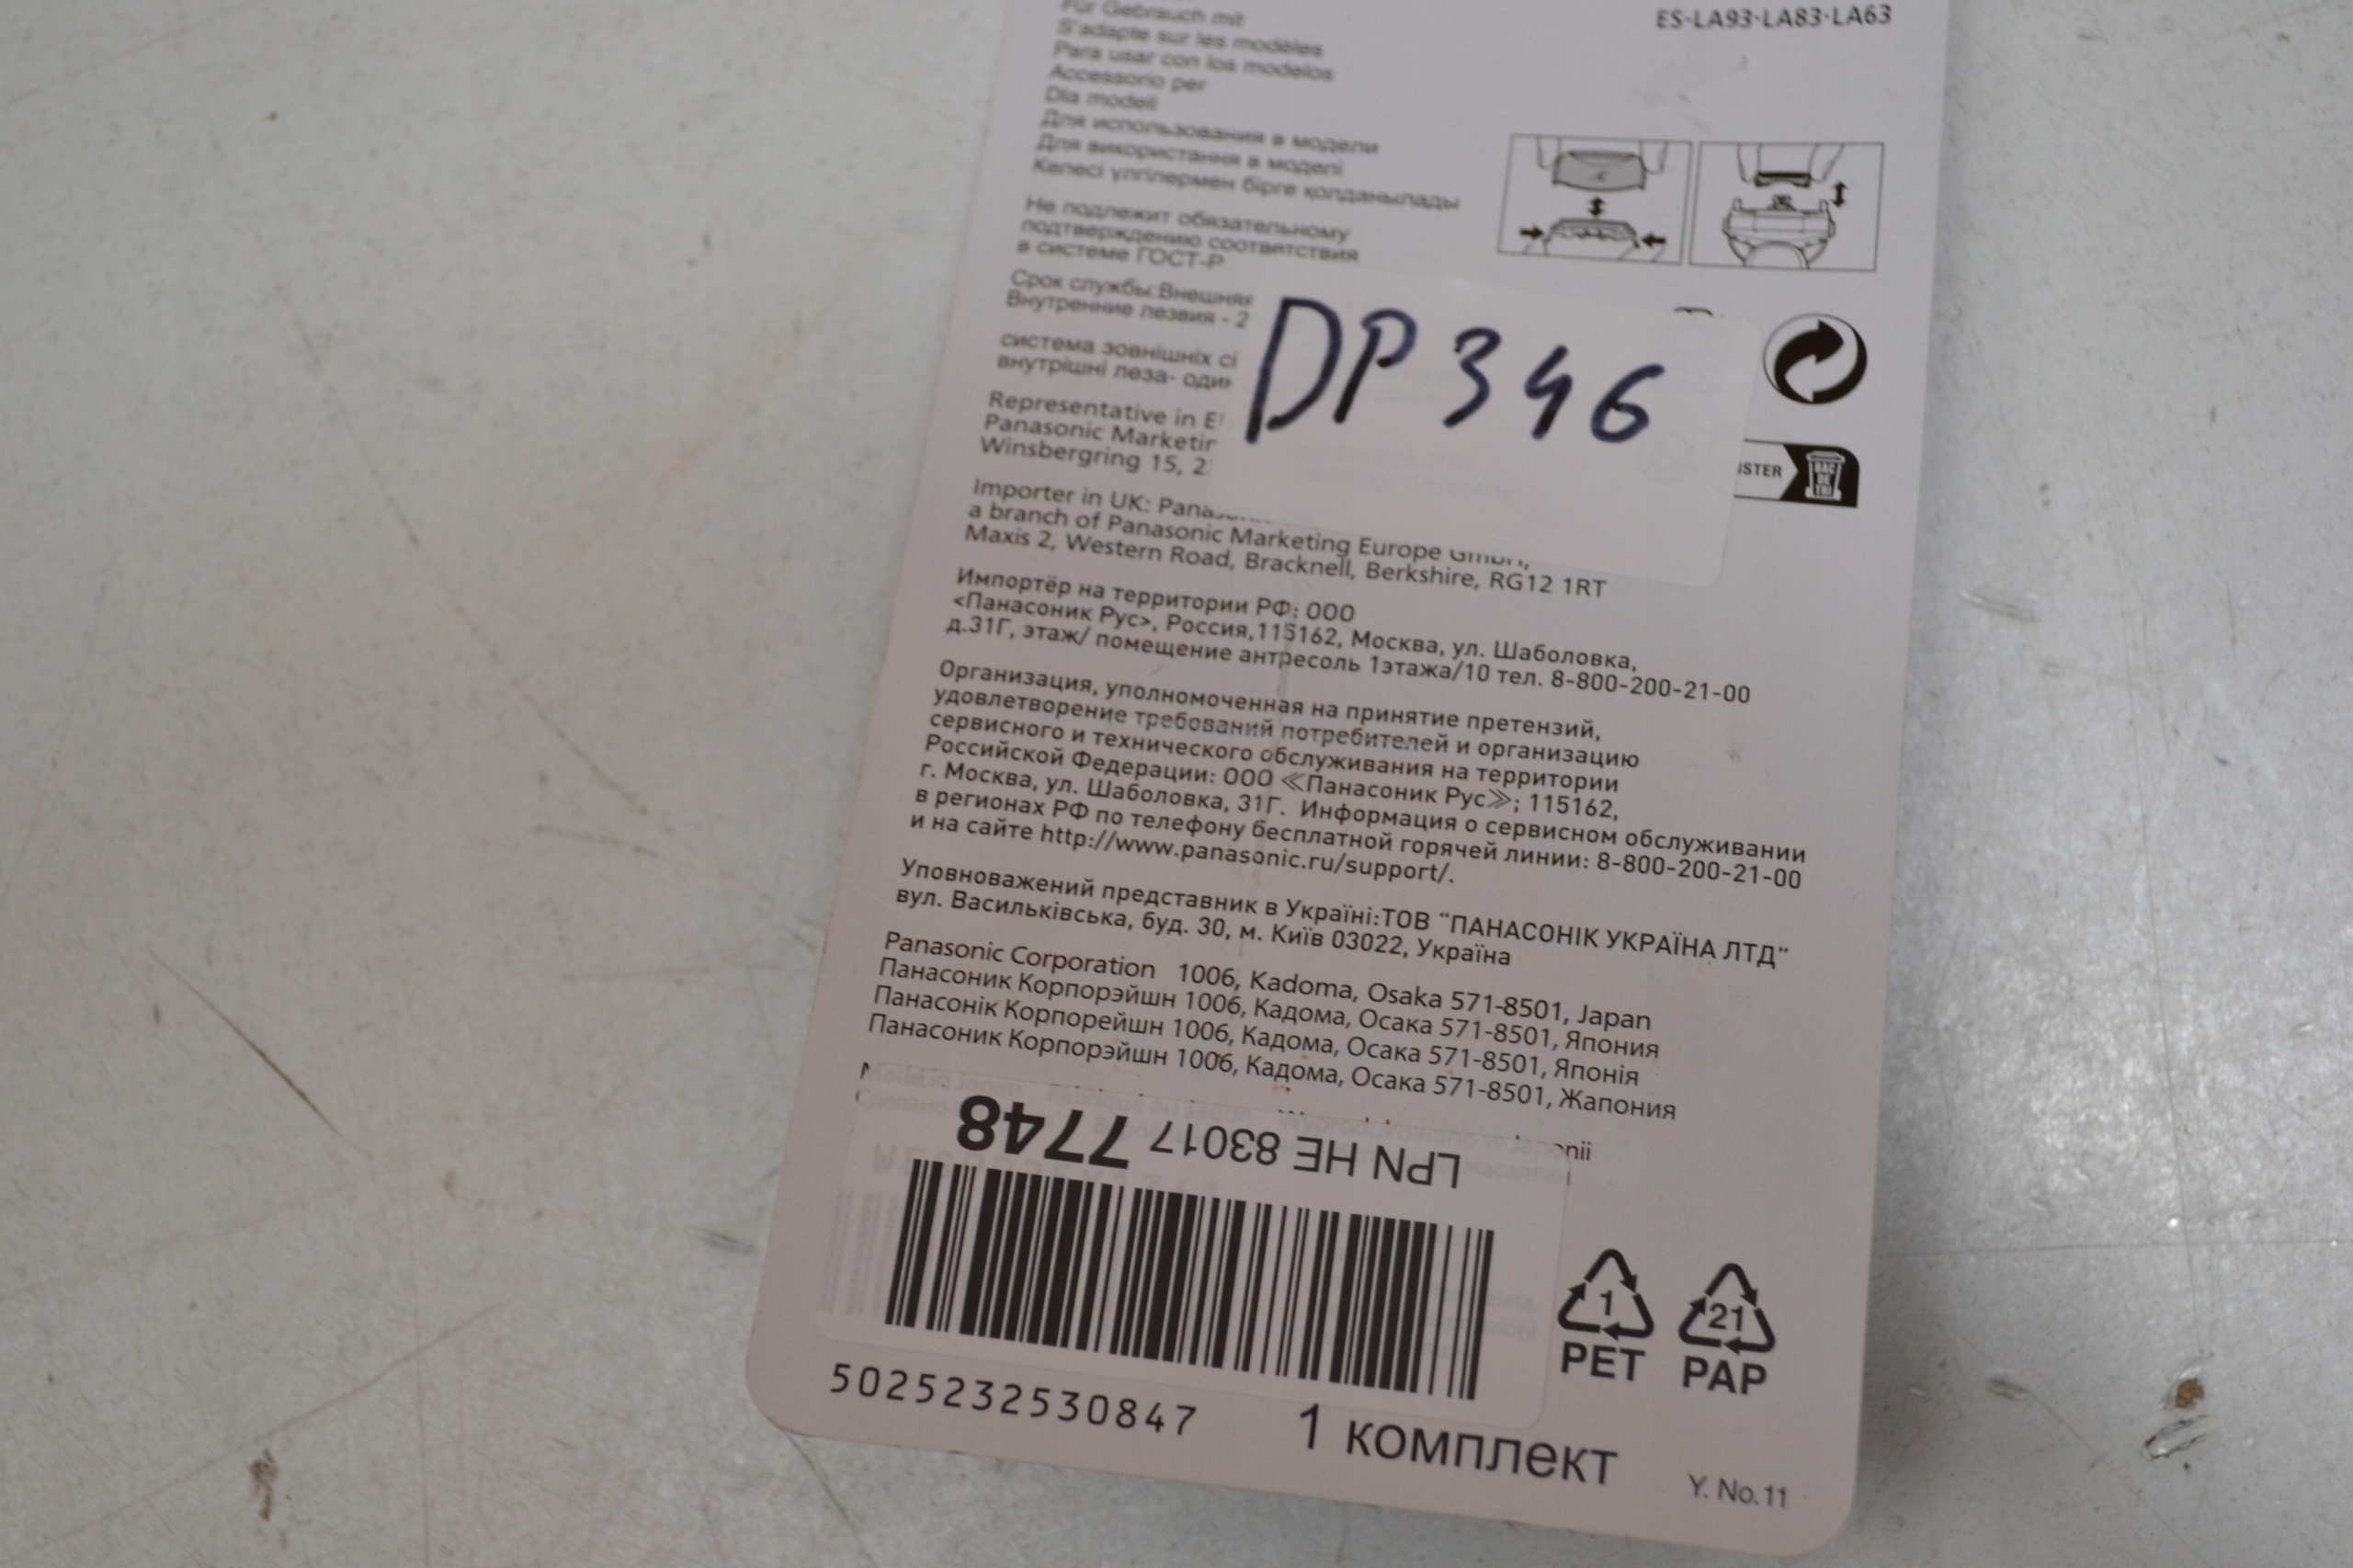 ES-LA93·LA83·LA63
Für Gebrauch mit
S'adapte sur les modèles
Para usar con los modelos
Accessorio per
Dla modeli
Для использования в модели
Для використання в моделі
Келесі үлгілермен бірге қолданылады
Не подлежит обязательному
подтверждению соответствия
в системе ГОСТ-Р
Срок службы:Внешняя
Внутренние лезвия - 2
система зовнішніх сі
внутрішні леза- один
DP 346
Representative in E
Panasonic Marketin
Winsbergring 15, 2
ISTER
BAC
DE
TRI
Importer in UK: Panas
a branch of Panasonic Marketing Europe GmbH,
Maxis 2, Western Road, Bracknell, Berkshire, RG12 1RT
Импортёр на территории РФ: ООО
<Панасоник Рус>, Россия,115162, Москва, ул. Шаболовка,
д.31Г, этаж/ помещение антресоль 1этажа/10 тел. 8-800-200-21-00
Организация, уполномоченная на принятие претензий,
удовлетворение требований потребителей и организацию
сервисного и технического обслуживания на территории
Российской Федерации: ООО ≪Панасоник Рус≫; 115162,
г. Москва, ул. Шаболовка, 31Г. Информация о сервисном обслуживании
в регионах РФ по телефону бесплатной горячей линии: 8-800-200-21-00
и на сайте http://www.panasonic.ru/support/.
Уповноважений представник в Україні:ТОВ "ПАНАСОНІК УКРАЇНА ЛТД"
вул. Васильківська, буд. 30, м. Київ 03022, Україна
Panasonic Corporation 1006, Kadoma, Osaka 571-8501, Japan
Панасоник Корпорэйшн 1006, Кадома, Осака 571-8501, Япония
Панасонік Корпорейшн 1006, Кадома, Осака 571-8501, Японія
Панасоник Корпорэйшн 1006, Кадома, Осака 571-8501, Жапония
LPN HE 83017 7748
1
PET
21
PAP
5025232530847
1 комплект
Y. No.11